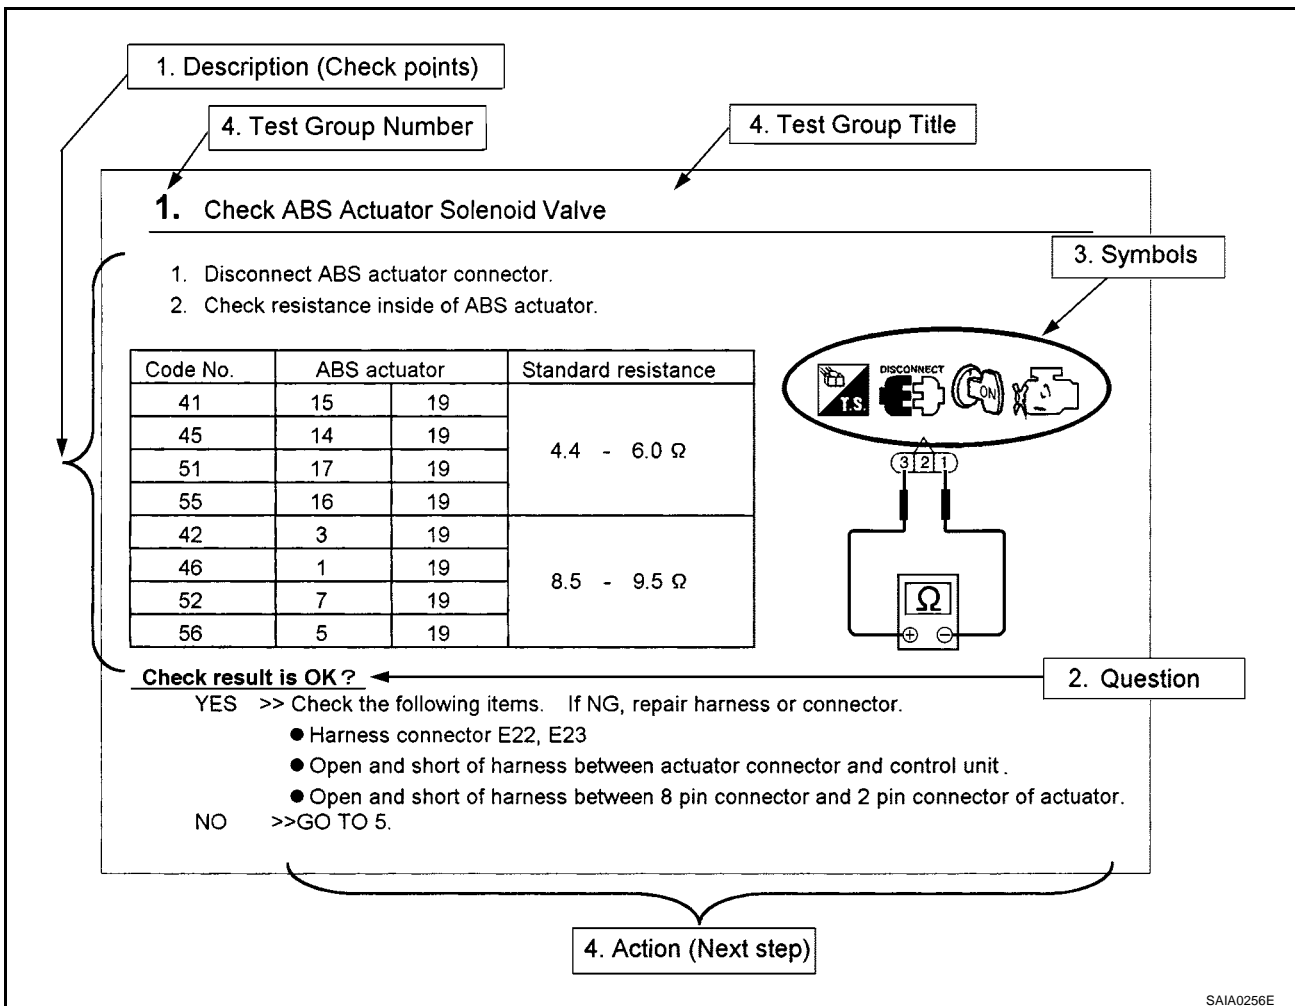 1. Description (Check points)
4. Test Group Number
4. Test Group Title
1. Check ABS Actuator Solenoid Valve
3. Symbols
1. Disconnect ABS actuator connector.
2. Check resistance inside of ABS actuator.
Code No. ABS actuator Standard resistance
41 15 19
45 14 19
4.4 - 6.0 Ω
51 17 19
55 16 19
42 3 19
46 1 19
8.5 - 9.5 Ω
52 7 19
56 5 19
T.S.
DISCONNECT
ON
3 2 1
Ω
+ −
Check result is OK?
2. Question
YES >> Check the following items. If NG, repair harness or connector.
● Harness connector E22, E23
● Open and short of harness between actuator connector and control unit.
● Open and short of harness between 8 pin connector and 2 pin connector of actuator.
NO >>GO TO 5.
4. Action (Next step)
SAIA0256E